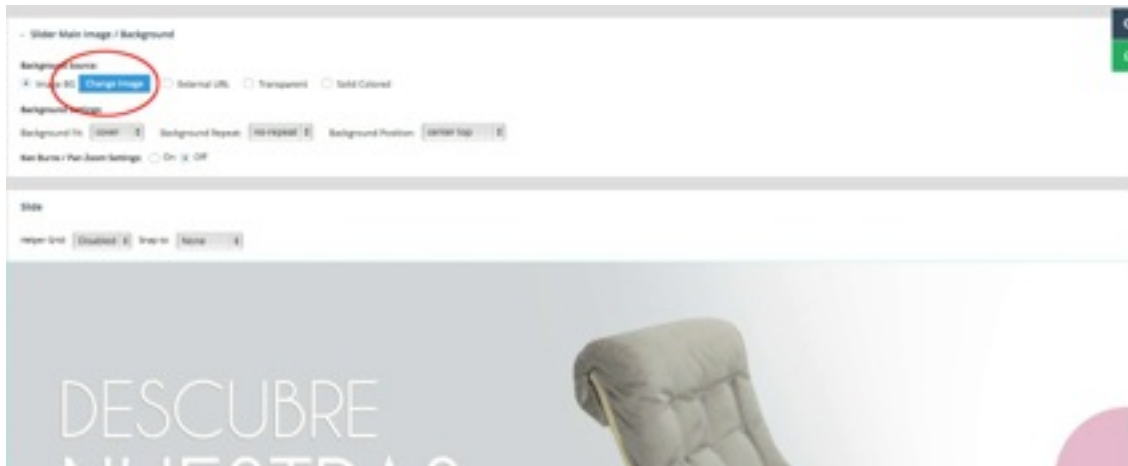 - Slider Main Image / Background
Background Source:
Image BG Change Image External URL Transparent Solid Colored
Background Settings:
Background Fit: cover Background Repeat: no-repeat Background Position: center top
Ken Burns / Pan Zoom Settings: On Off
Slide
Helper Grid: Disabled Snap to: None
DESCUBRE
NUESTRAS